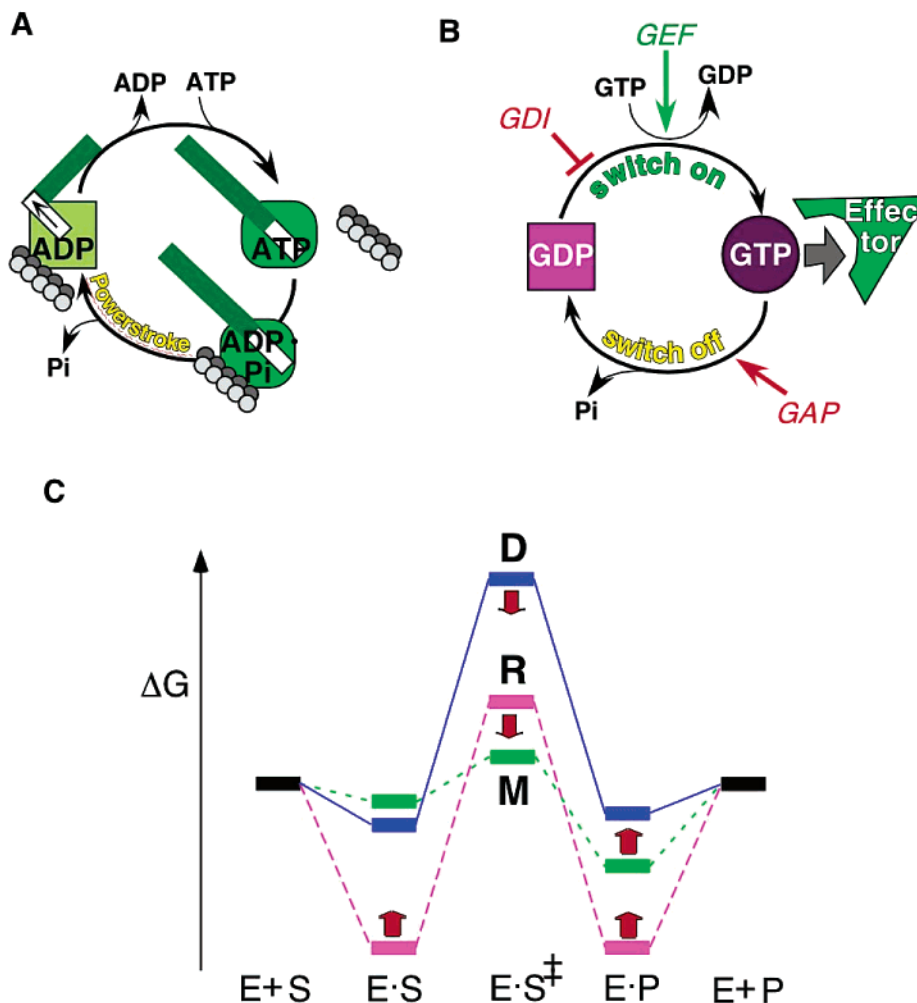 A
ADP ATP
ADP
ATP
Powerstroke
ADP
Pi
Pi
B
GEF
GTP
GDP
GDI
switch on
GDP
GTP
Effec
tor
switch off
Pi
GAP
C
ΔG
D
R
M
E+S E·S E·S‡ E·P E+P